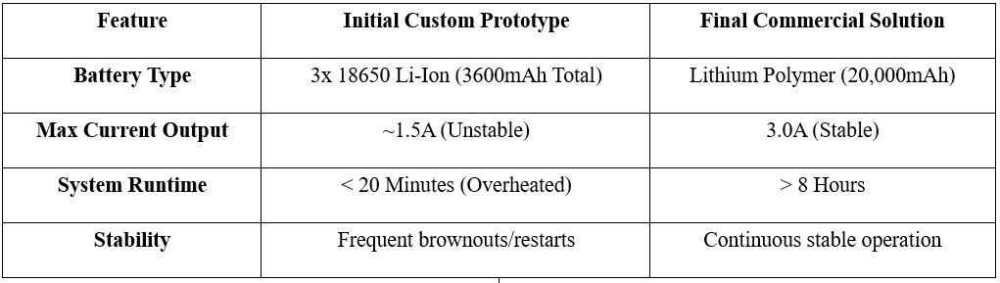 Feature Initial Custom Prototype Final Commercial Solution
Battery Type 3x 18650 Li-Ion (3600mAh Total) Lithium Polymer (20,000mAh)
Max Current Output ~1.5A (Unstable) 3.0A (Stable)
System Runtime < 20 Minutes (Overheated) > 8 Hours
Stability Frequent brownouts/restarts Continuous stable operation